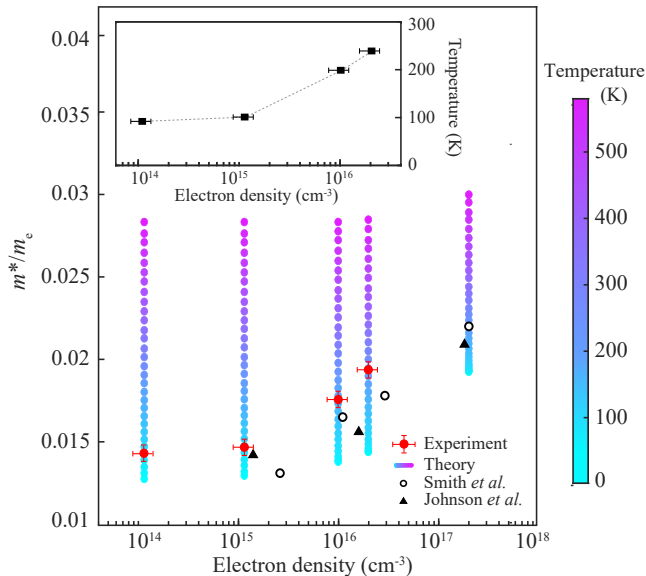 0.04
0.035
0.03
0.025
0.02
0.015
0.01
m*/mₑ
10¹⁴
10¹⁵
10¹⁶
10¹⁷
10¹⁸
Electron density (cm⁻³)
300
200
100
0
Temperature (K)
10¹⁴
10¹⁵
10¹⁶
Electron density (cm⁻³)
Experiment
Theory
Smith et al.
Johnson et al.
Temperature
(K)
500
400
300
200
100
0